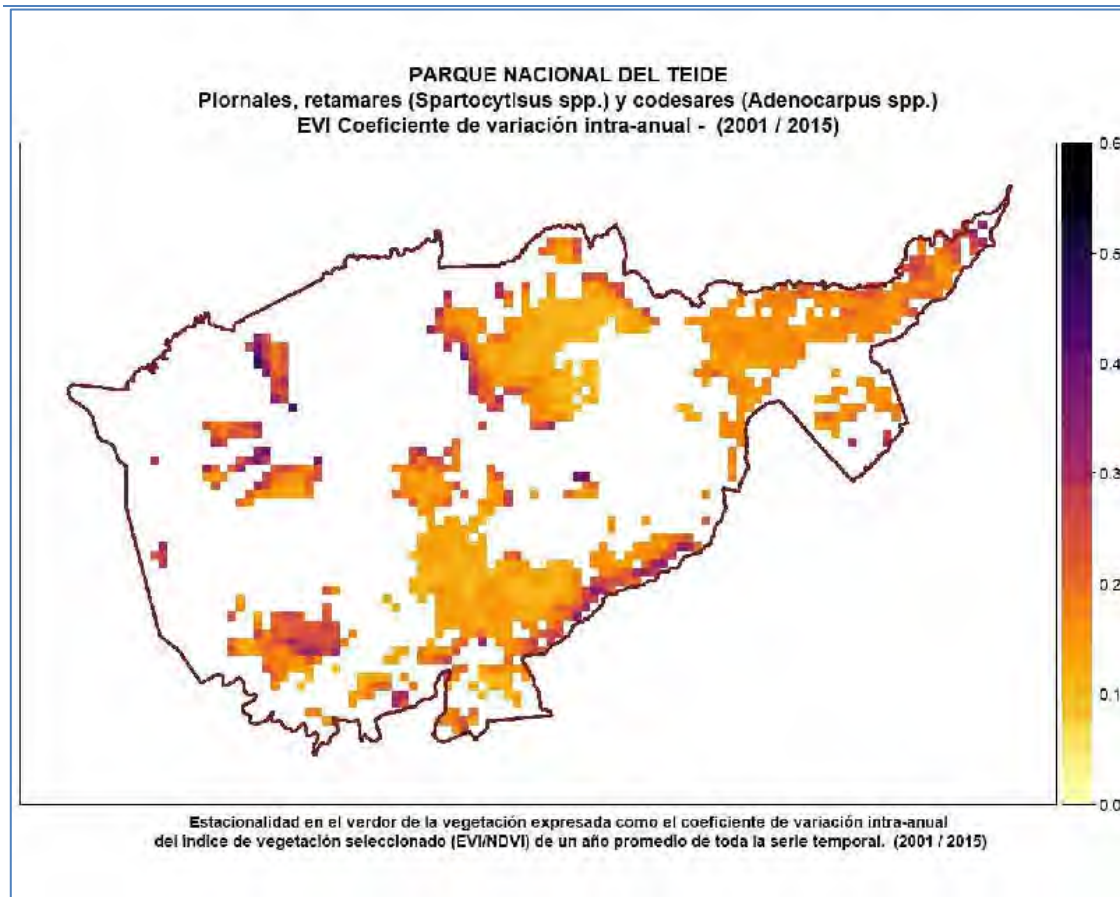 PARQUE NACIONAL DEL TEIDE
Piornales, retamares (Spartocytisus spp.) y codesares (Adenocarpus spp.)
EVI Coeficiente de variación intra-anual - (2001 / 2015)
0.6
0.5
0.4
0.3
0.2
0.1
0.0
Estacionalidad en el verdor de la vegetación expresada como el coeficiente de variación intra-anual
del indice de vegetación seleccionado (EVI/NDVI) de un año promedio de toda la serie temporal. (2001 / 2015)